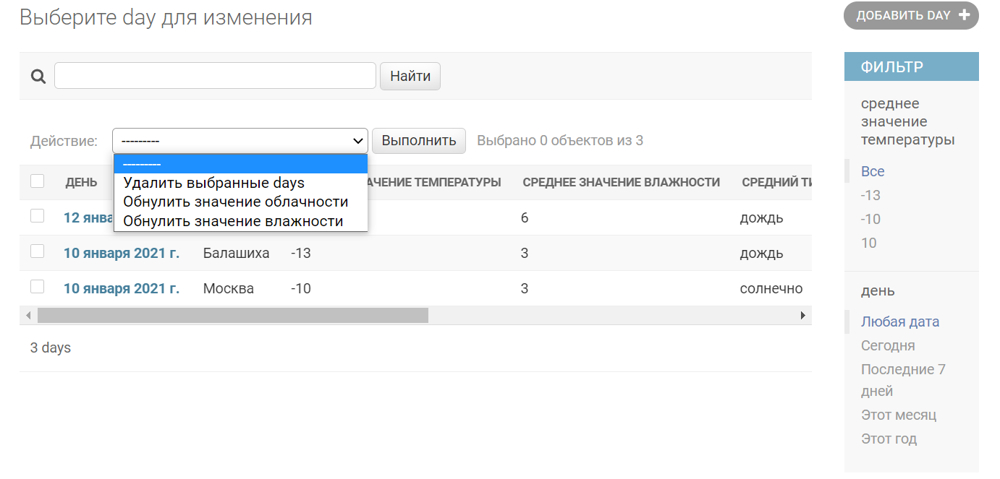 Выберите day для изменения
ДОБАВИТЬ DAY
Найти
Действие:
---------
Выполнить
Выбрано 0 объектов из 3
---------
Удалить выбранные days
Обнулить значение облачности
Обнулить значение влажности
ДЕНЬ
АЧЕНИЕ ТЕМПЕРАТУРЫ
СРЕДНЕЕ ЗНАЧЕНИЕ ВЛАЖНОСТИ
СРЕДНИЙ ТИ
12 янва
6
дождь
10 января 2021 г.
Балашиха
-13
3
дождь
10 января 2021 г.
Москва
-10
3
солнечно
3 days
ФИЛЬТР
среднее
значение
температуры
Все
-13
-10
10
день
Любая дата
Сегодня
Последние 7
дней
Этот месяц
Этот год